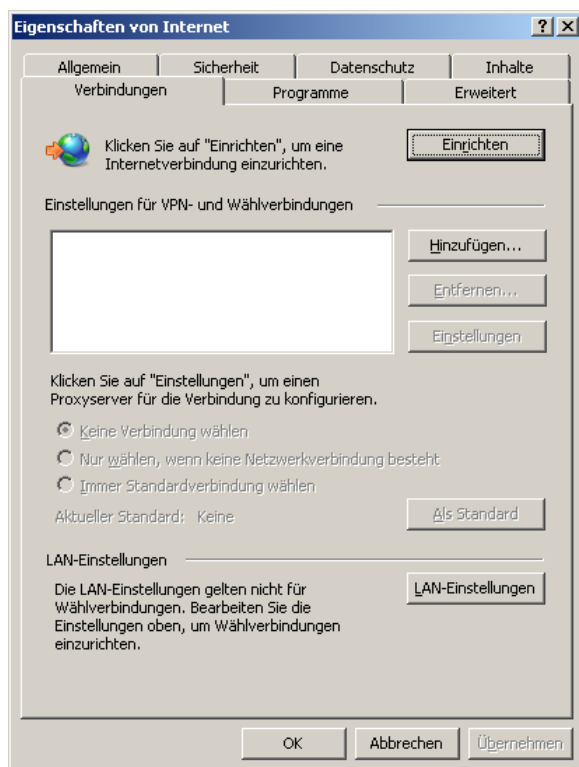 Eigenschaften von Internet
Allgemein Sicherheit Datenschutz Inhalte
Verbindungen Programme Erweitert
Klicken Sie auf "Einrichten", um eine
Internetverbindung einzurichten.
Einrichten
Einstellungen für VPN- und Wählverbindungen
Hinzufügen...
Entfernen...
Einstellungen
Klicken Sie auf "Einstellungen", um einen
Proxyserver für die Verbindung zu konfigurieren.
Keine Verbindung wählen
Nur wählen, wenn keine Netzwerkverbindung besteht
Immer Standardverbindung wählen
Aktueller Standard: Keine
Als Standard
LAN-Einstellungen
Die LAN-Einstellungen gelten nicht für
Wählverbindungen. Bearbeiten Sie die
Einstellungen oben, um Wählverbindungen
einzurichten.
LAN-Einstellungen
OK Abbrechen Übernehmen